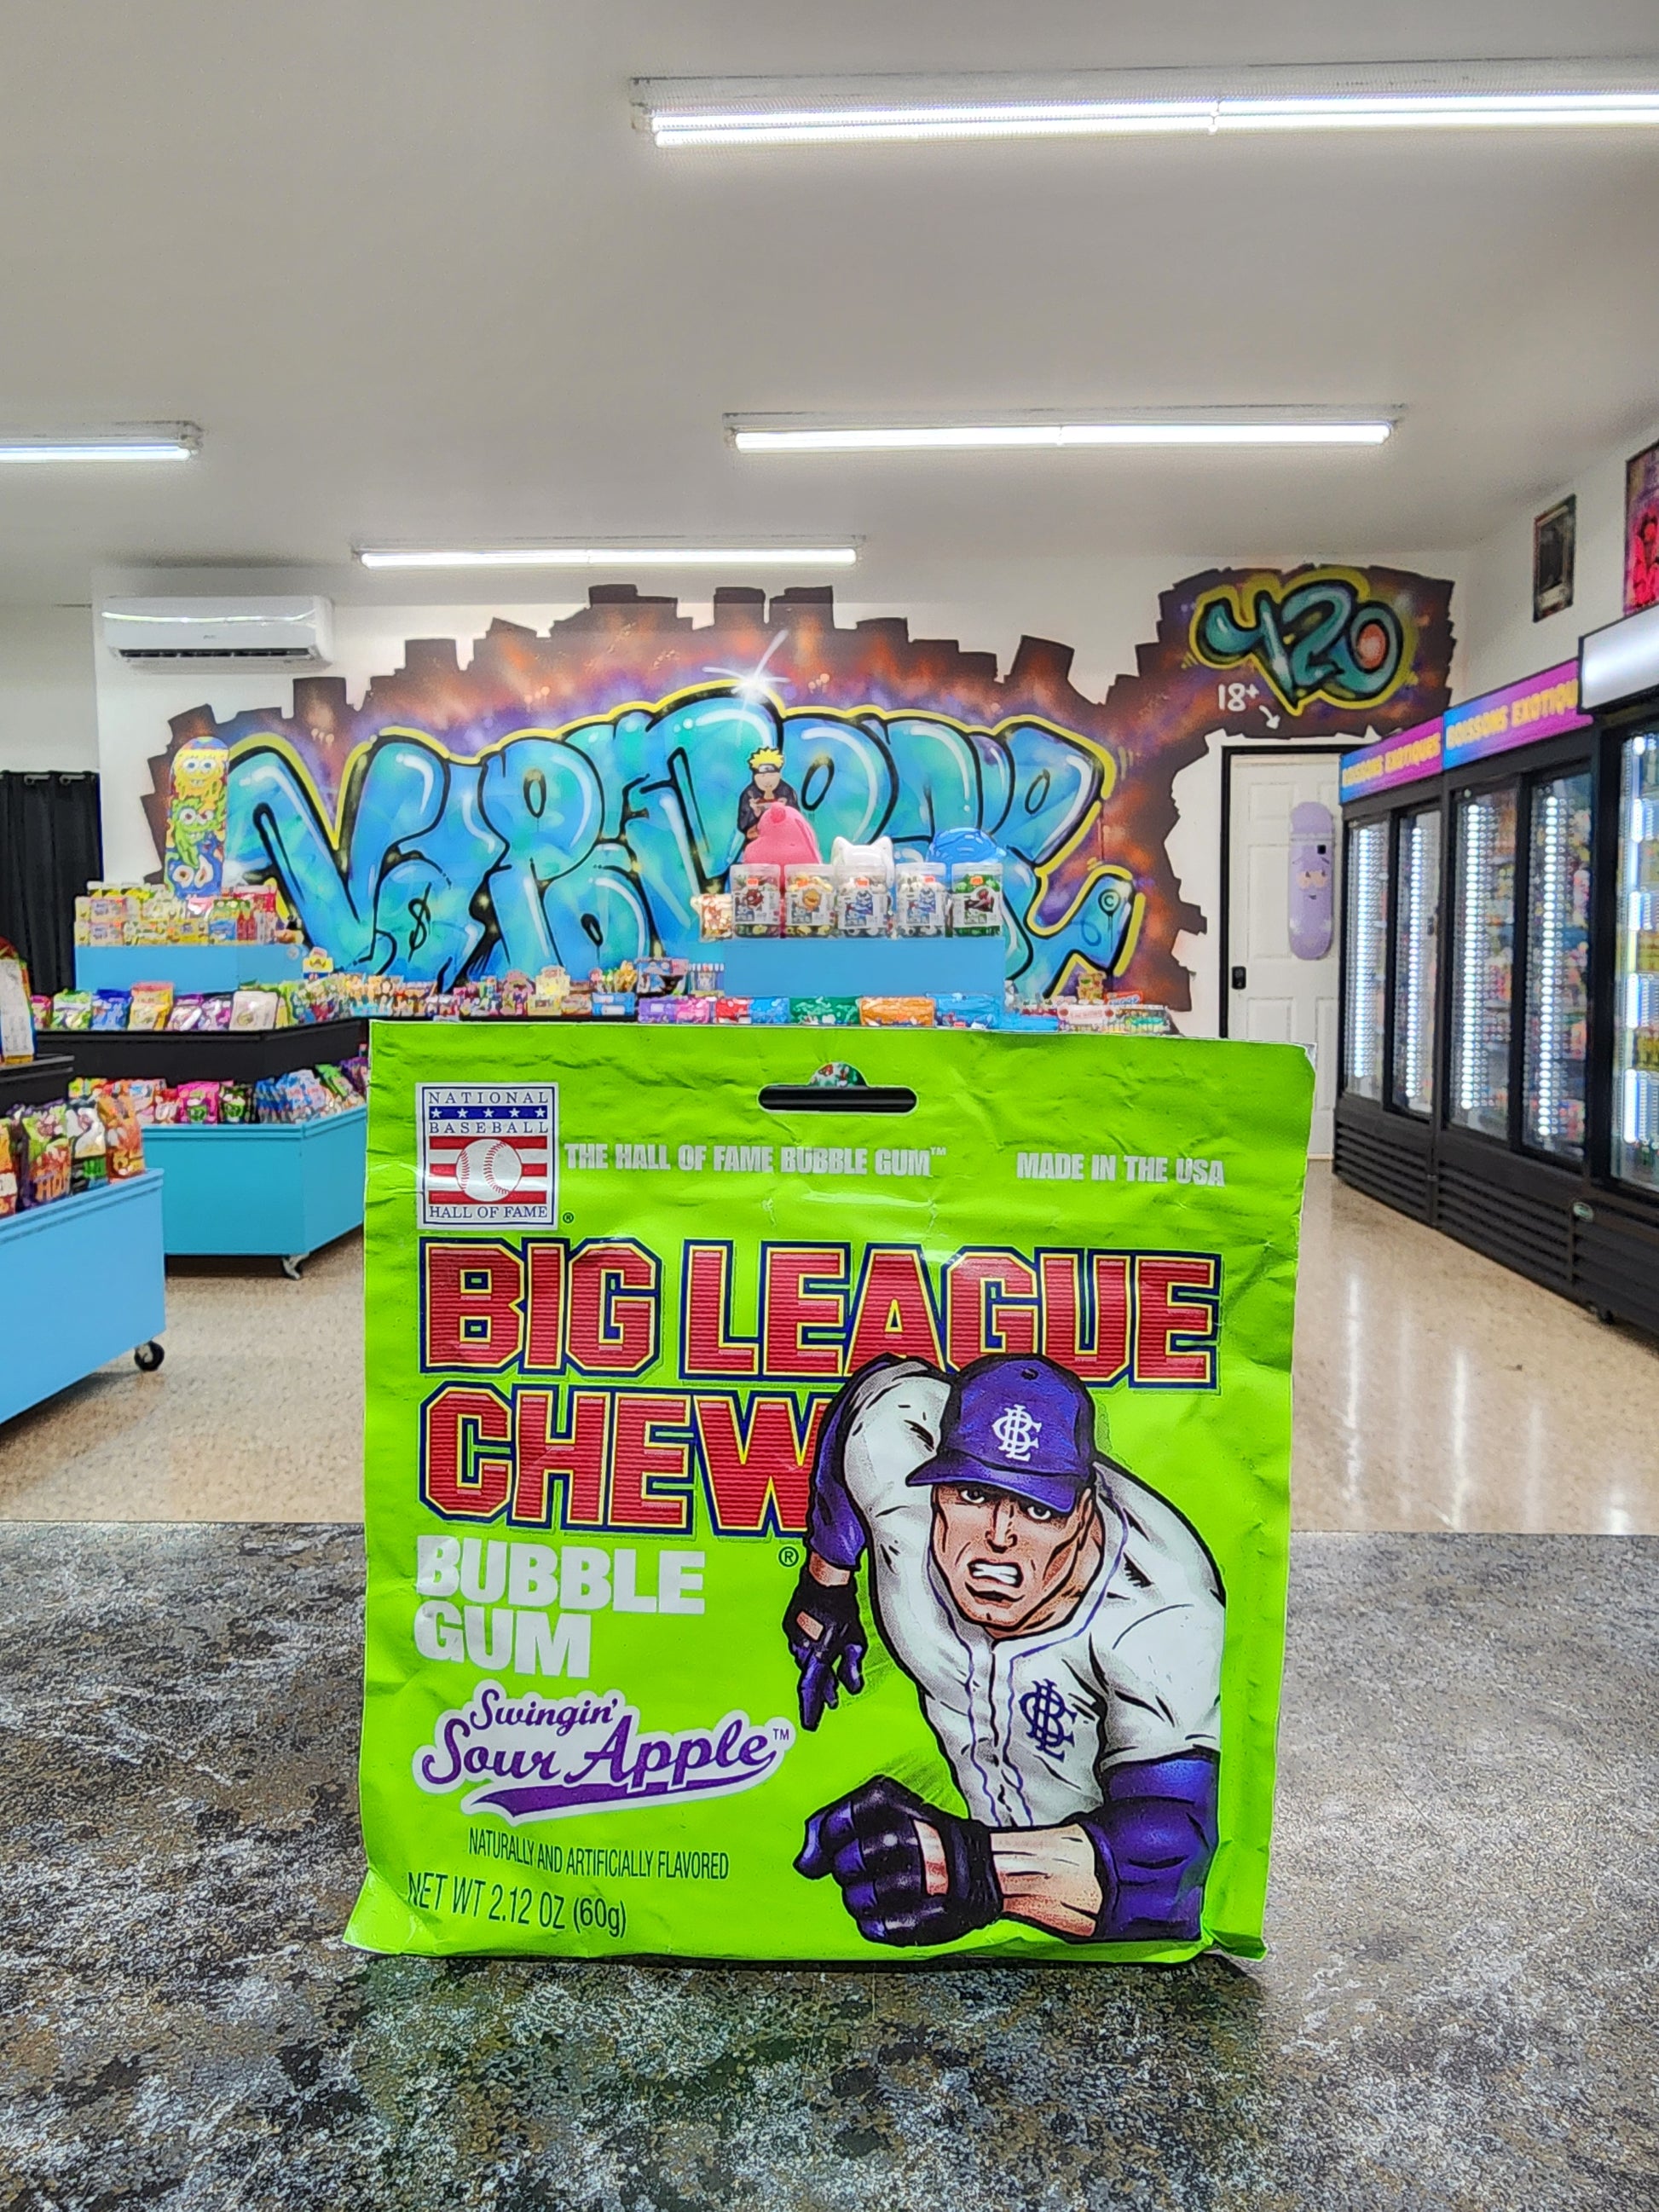 420
18+
BOISSONS EXOTIQUES
NATIONAL
BASEBALL
HALL OF FAME
®
THE HALL OF FAME BUBBLE GUM™
MADE IN THE USA
BIG LEAGUE
CHEW®
BUBBLE
GUM
Swingin'
Sour Apple™
NATURALLY AND ARTIFICIALLY FLAVORED
NET WT 2.12 OZ (60g)